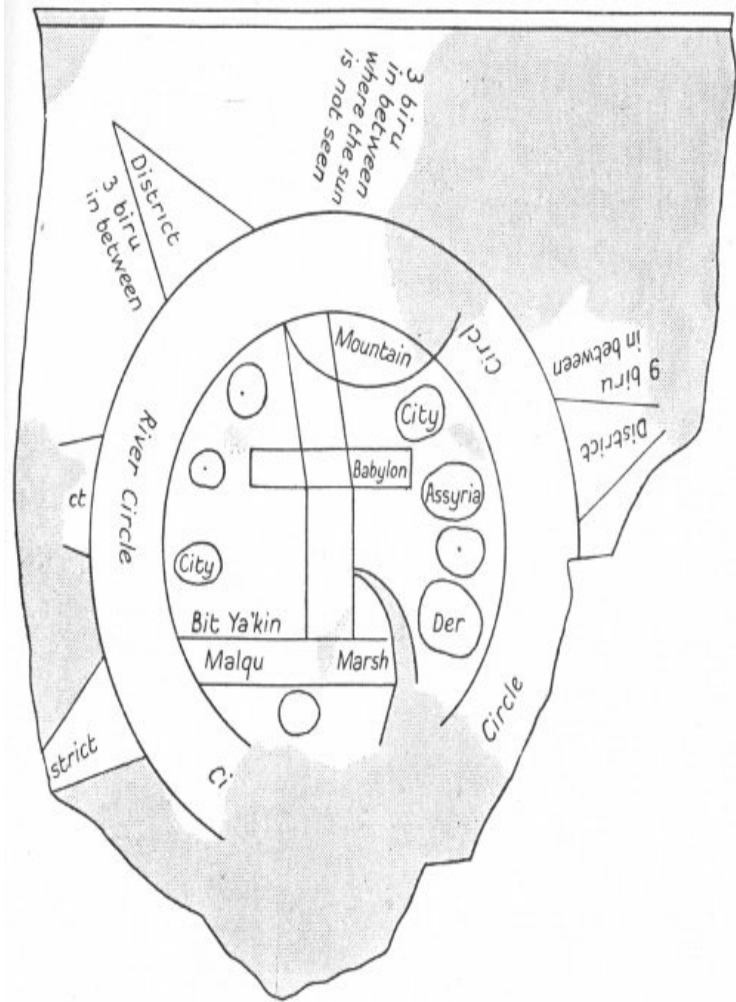 3 biru
in between
where the sun
is not seen
District
3 biru
in between
Mountain
Circl
9 biru
in between
District
City
River Circle
Babylon
Assyria
ct
City
Bit Ya'kin
Der
Malqu
Marsh
Circle
strict
Ci